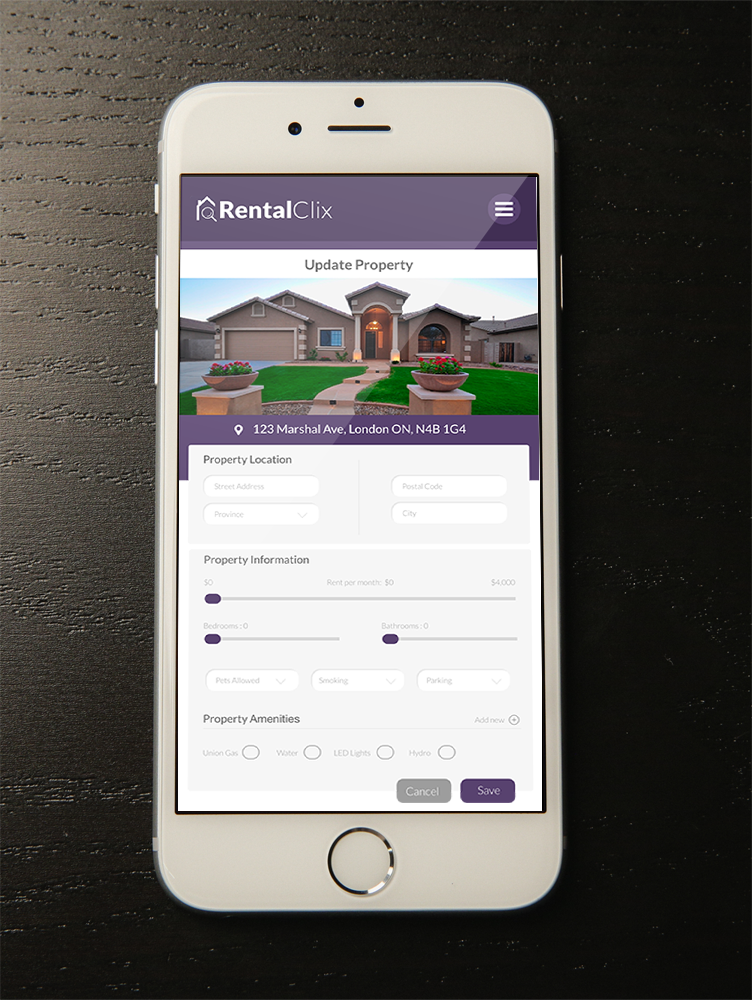 RentalClix
Update Property
123 Marshal Ave, London ON, N4B 1G4
Property Location
Street Address
Postal Code
Province
City
Property Information
$0 Rent per month: $0 $4,000
Bedrooms : 0 Bathrooms : 0
Pets Allowed Smoking Parking
Property Amenities Add new
Union Gas Water LED Lights Hydro
Cancel Save